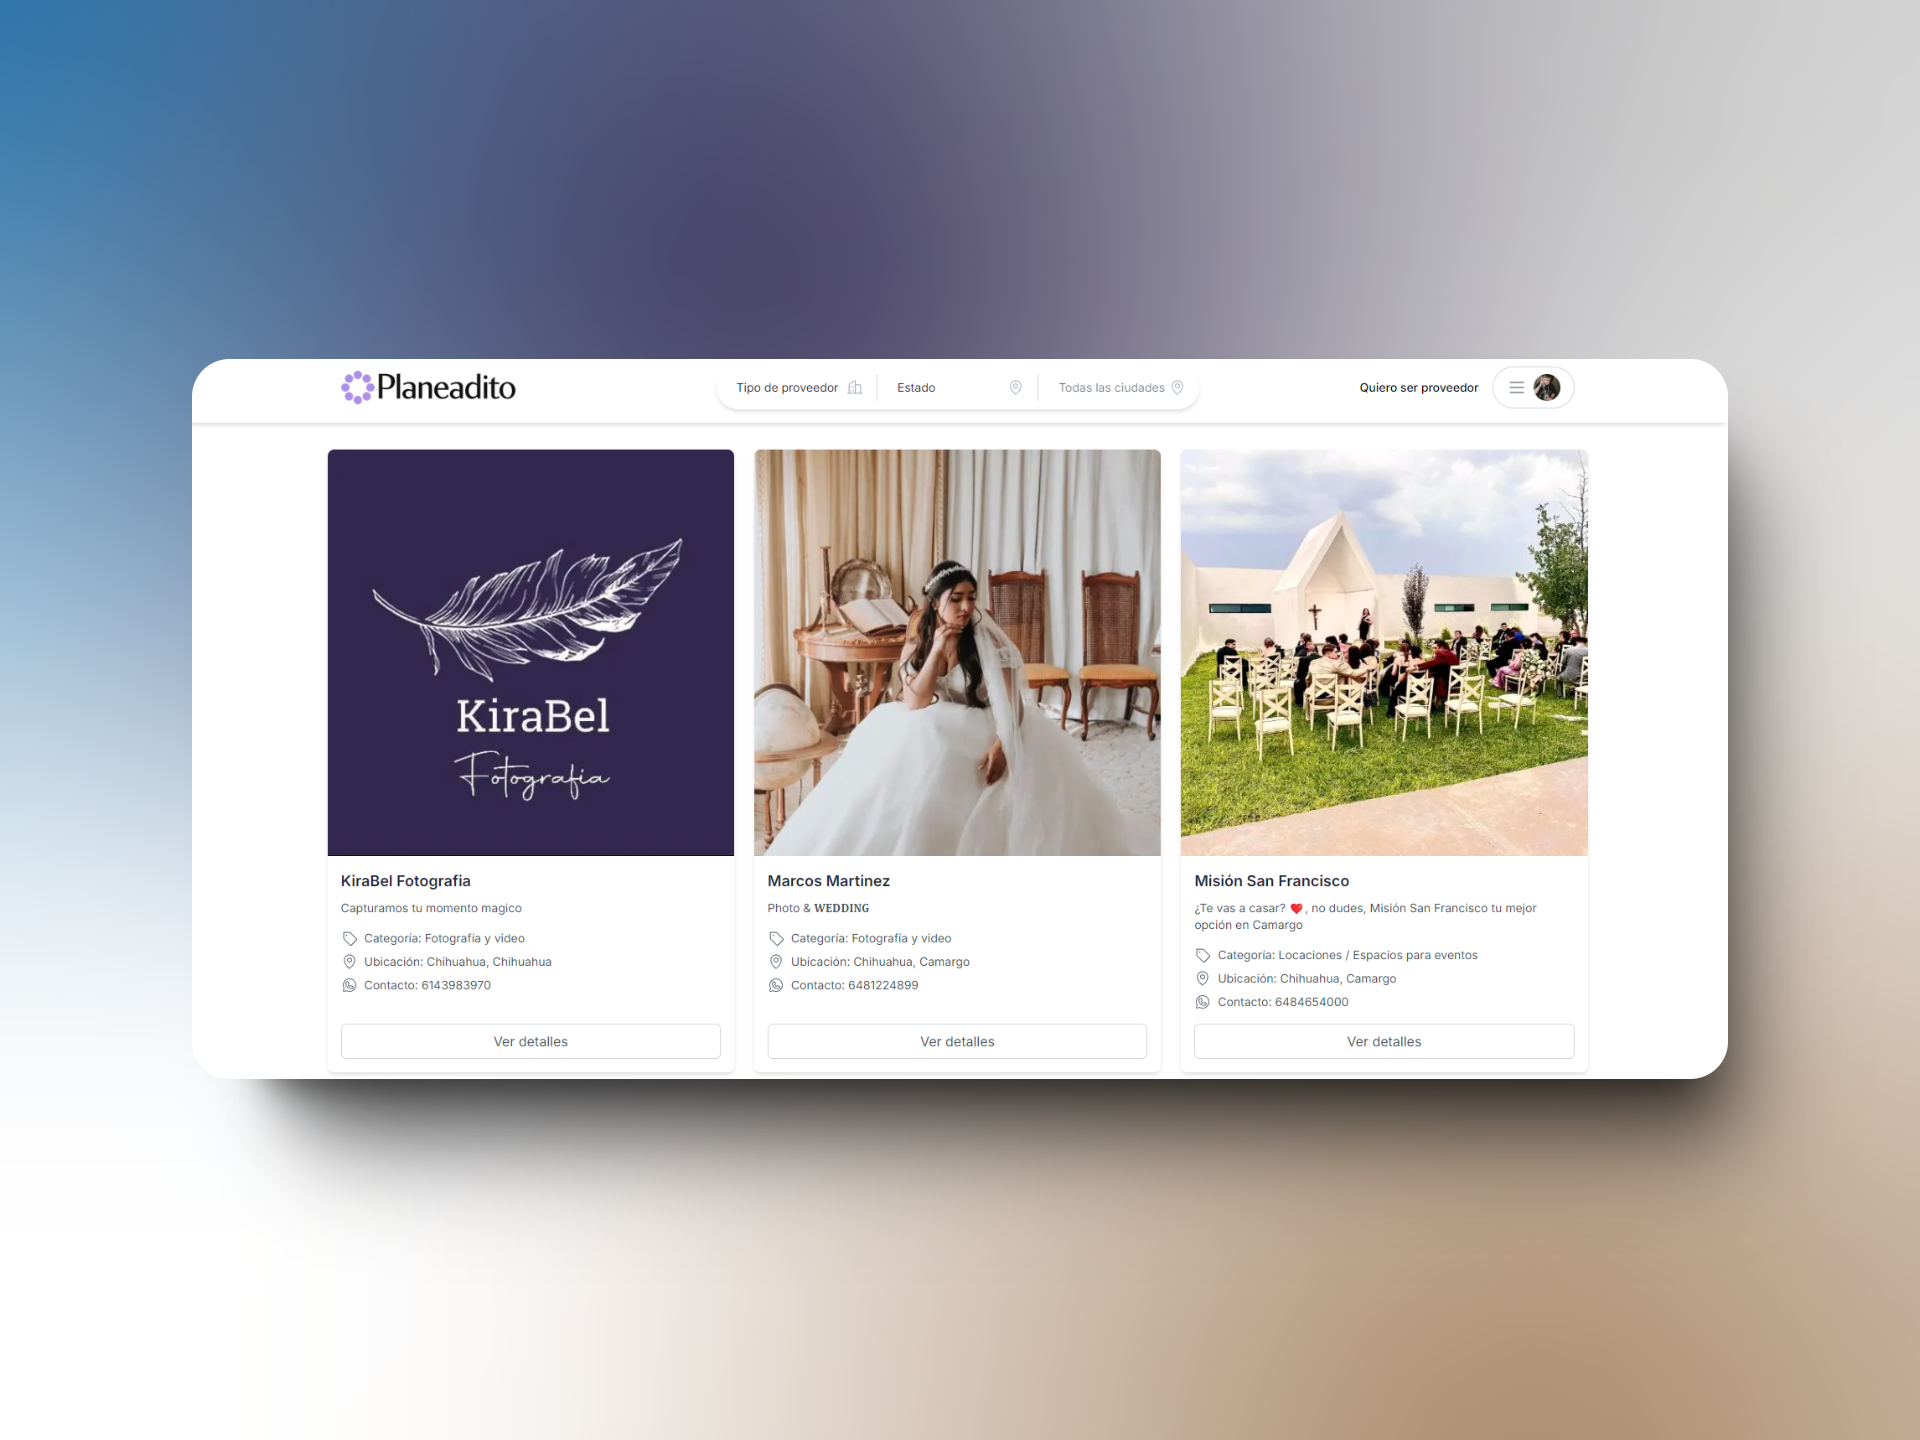 Planeadito
Tipo de proveedor
Estado
Todas las ciudades
Quiero ser proveedor
KiraBel
Fotografia
KiraBel Fotografia
Capturamos tu momento magico
Categoría: Fotografía y video
Ubicación: Chihuahua, Chihuahua
Contacto: 6143983970
Ver detalles
Marcos Martinez
Photo & 𝐖𝐄𝐃𝐃𝐈𝐍𝐆
Categoría: Fotografía y video
Ubicación: Chihuahua, Camargo
Contacto: 6481224899
Ver detalles
Misión San Francisco
¿Te vas a casar? ❤️, no dudes, Misión San Francisco tu mejor
opción en Camargo
Categoría: Locaciones / Espacios para eventos
Ubicación: Chihuahua, Camargo
Contacto: 6484654000
Ver detalles